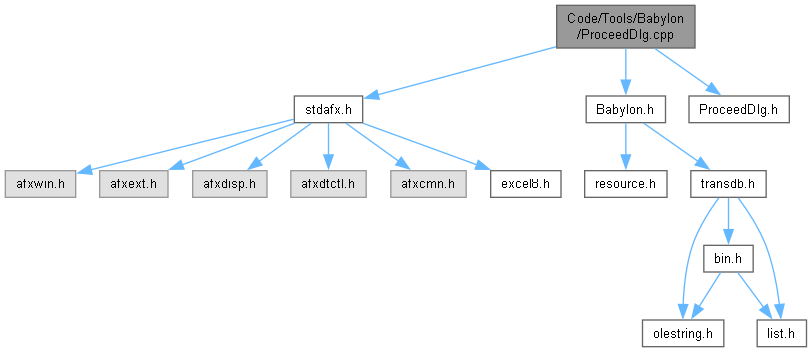 Code/Tools/Babylon
/ProceedDlg.cpp
stdafx.h
Babylon.h
ProceedDlg.h
afxwin.h
afxext.h
afxdisp.h
afxdtctl.h
afxcmn.h
excel8.h
resource.h
transdb.h
bin.h
olestring.h
list.h